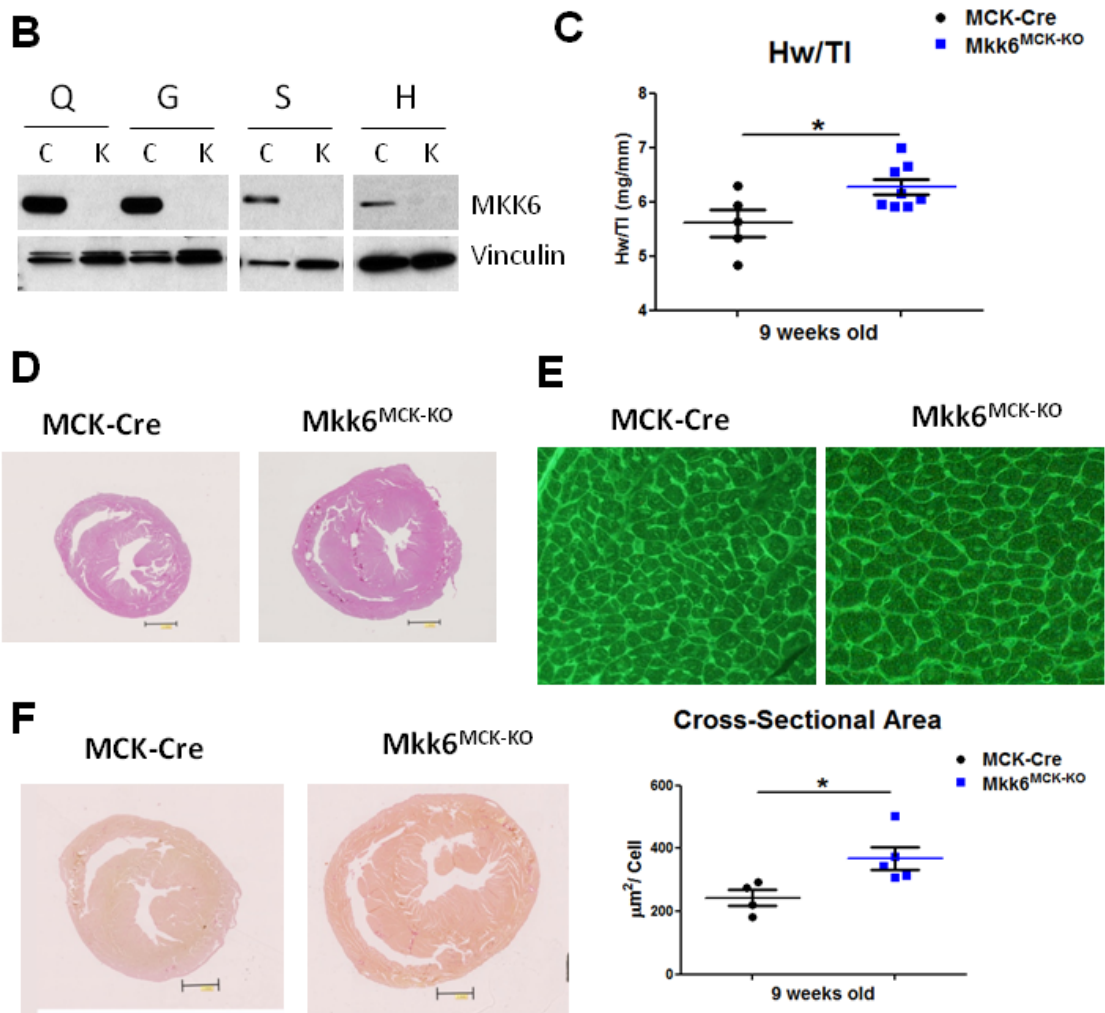 B
Q G S H
C K C K C K C K
MKK6
Vinculin
C
MCK-Cre
Mkk6MCK-KO
Hw/Tl
Hw/Tl (mg/mm)
8
7
6
5
4
*
9 weeks old
D
MCK-Cre
Mkk6MCK-KO
E
MCK-Cre
Mkk6MCK-KO
F
MCK-Cre
Mkk6MCK-KO
Cross-Sectional Area
MCK-Cre
Mkk6MCK-KO
μm2/ Cell
600
400
200
0
*
9 weeks old